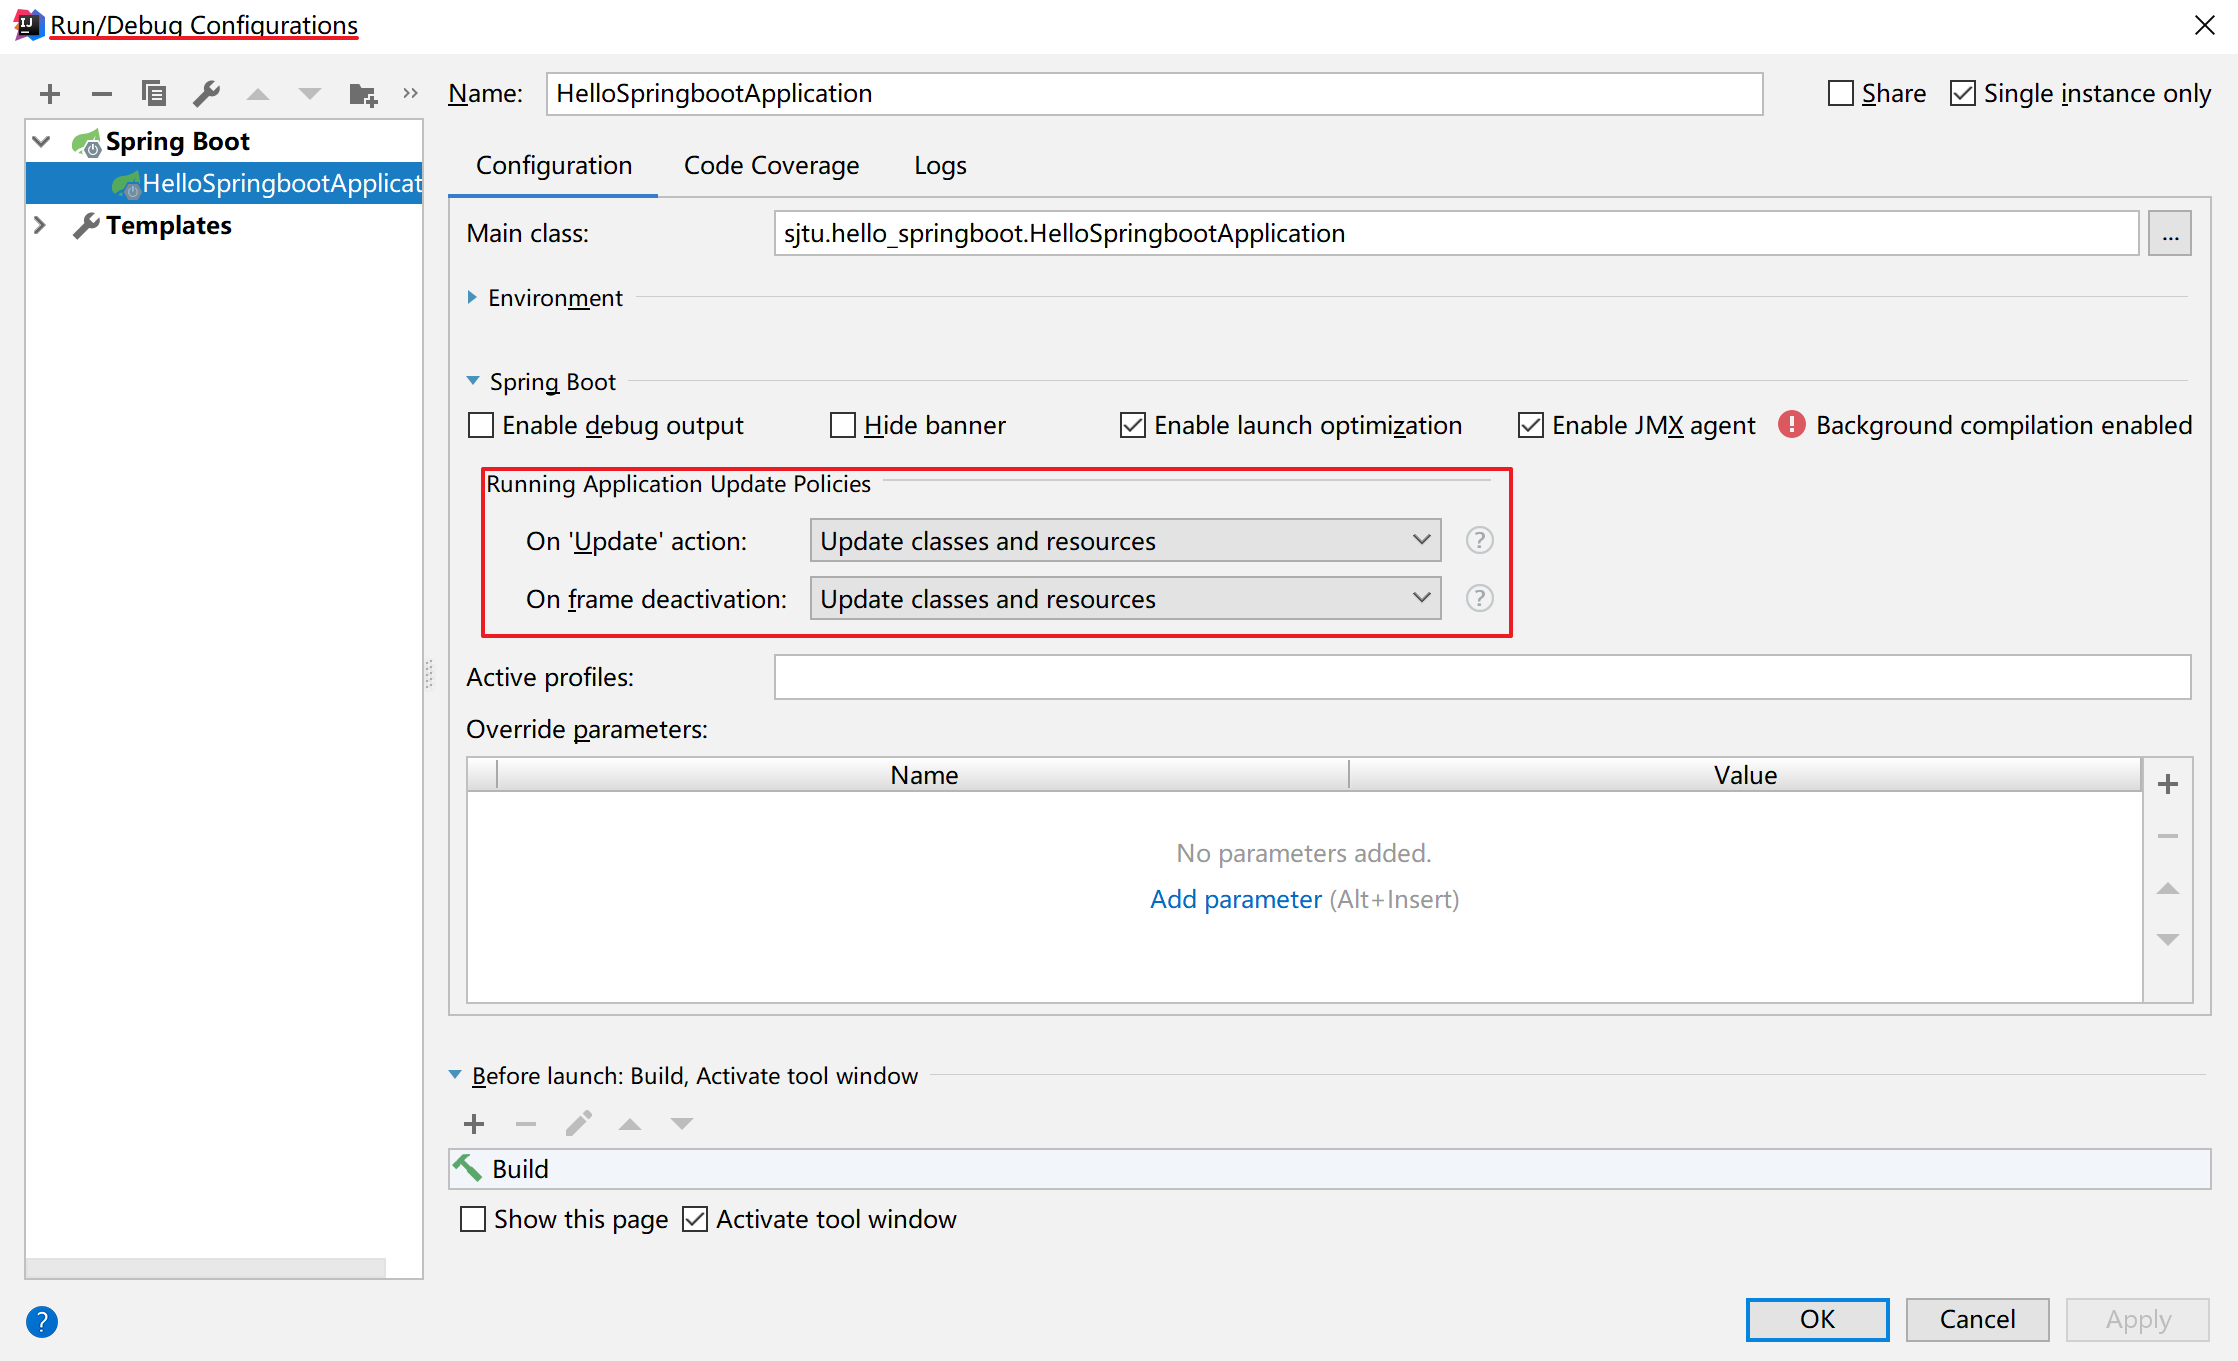 Run/Debug Configurations
Name: HelloSpringbootApplication Share Single instance only
Spring Boot
HelloSpringbootApplicat
Templates
Configuration Code Coverage Logs
Main class: sjtu.hello_springboot.HelloSpringbootApplication ...
Environment
Spring Boot
Enable debug output Hide banner Enable launch optimization Enable JMX agent Background compilation enabled
Running Application Update Policies
On 'Update' action: Update classes and resources ?
On frame deactivation: Update classes and resources ?
Active profiles:
Override parameters:
Name Value
No parameters added.
Add parameter (Alt+Insert)
Before launch: Build, Activate tool window
Build
Show this page Activate tool window
? OK Cancel Apply